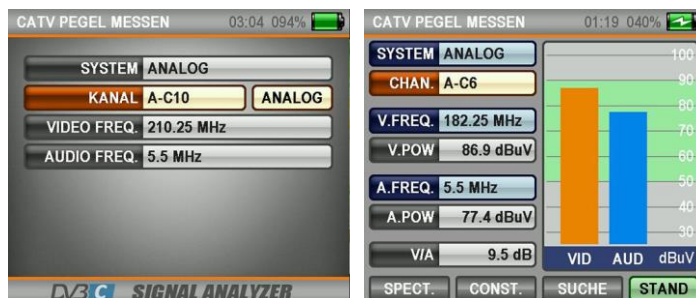 CATV PEGEL MESSEN 03:04 094%
SYSTEM ANALOG
KANAL A-C10 ANALOG
VIDEO FREQ. 210.25 MHz
AUDIO FREQ. 5.5 MHz
DVB C SIGNAL ANALYZER
CATV PEGEL MESSEN 01:19 040%
SYSTEM ANALOG
CHAN. A-C6
V.FREQ. 182.25 MHz
V.POW 86.9 dBuV
A.FREQ. 5.5 MHz
A.POW 77.4 dBuV
V/A 9.5 dB
100
90
80
70
60
50
40
30
VID AUD dBuV
SPECT. CONST. SUCHE STAND